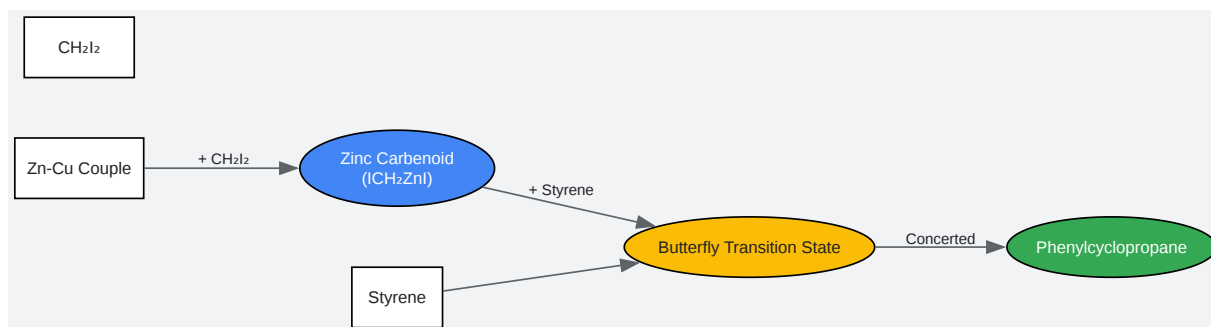 CH₂I₂
Zn-Cu Couple
+ CH₂I₂
Zinc Carbenoid
(ICH₂ZnI)
+ Styrene
Styrene
Butterfly Transition State
Concerted
Phenylcyclopropane